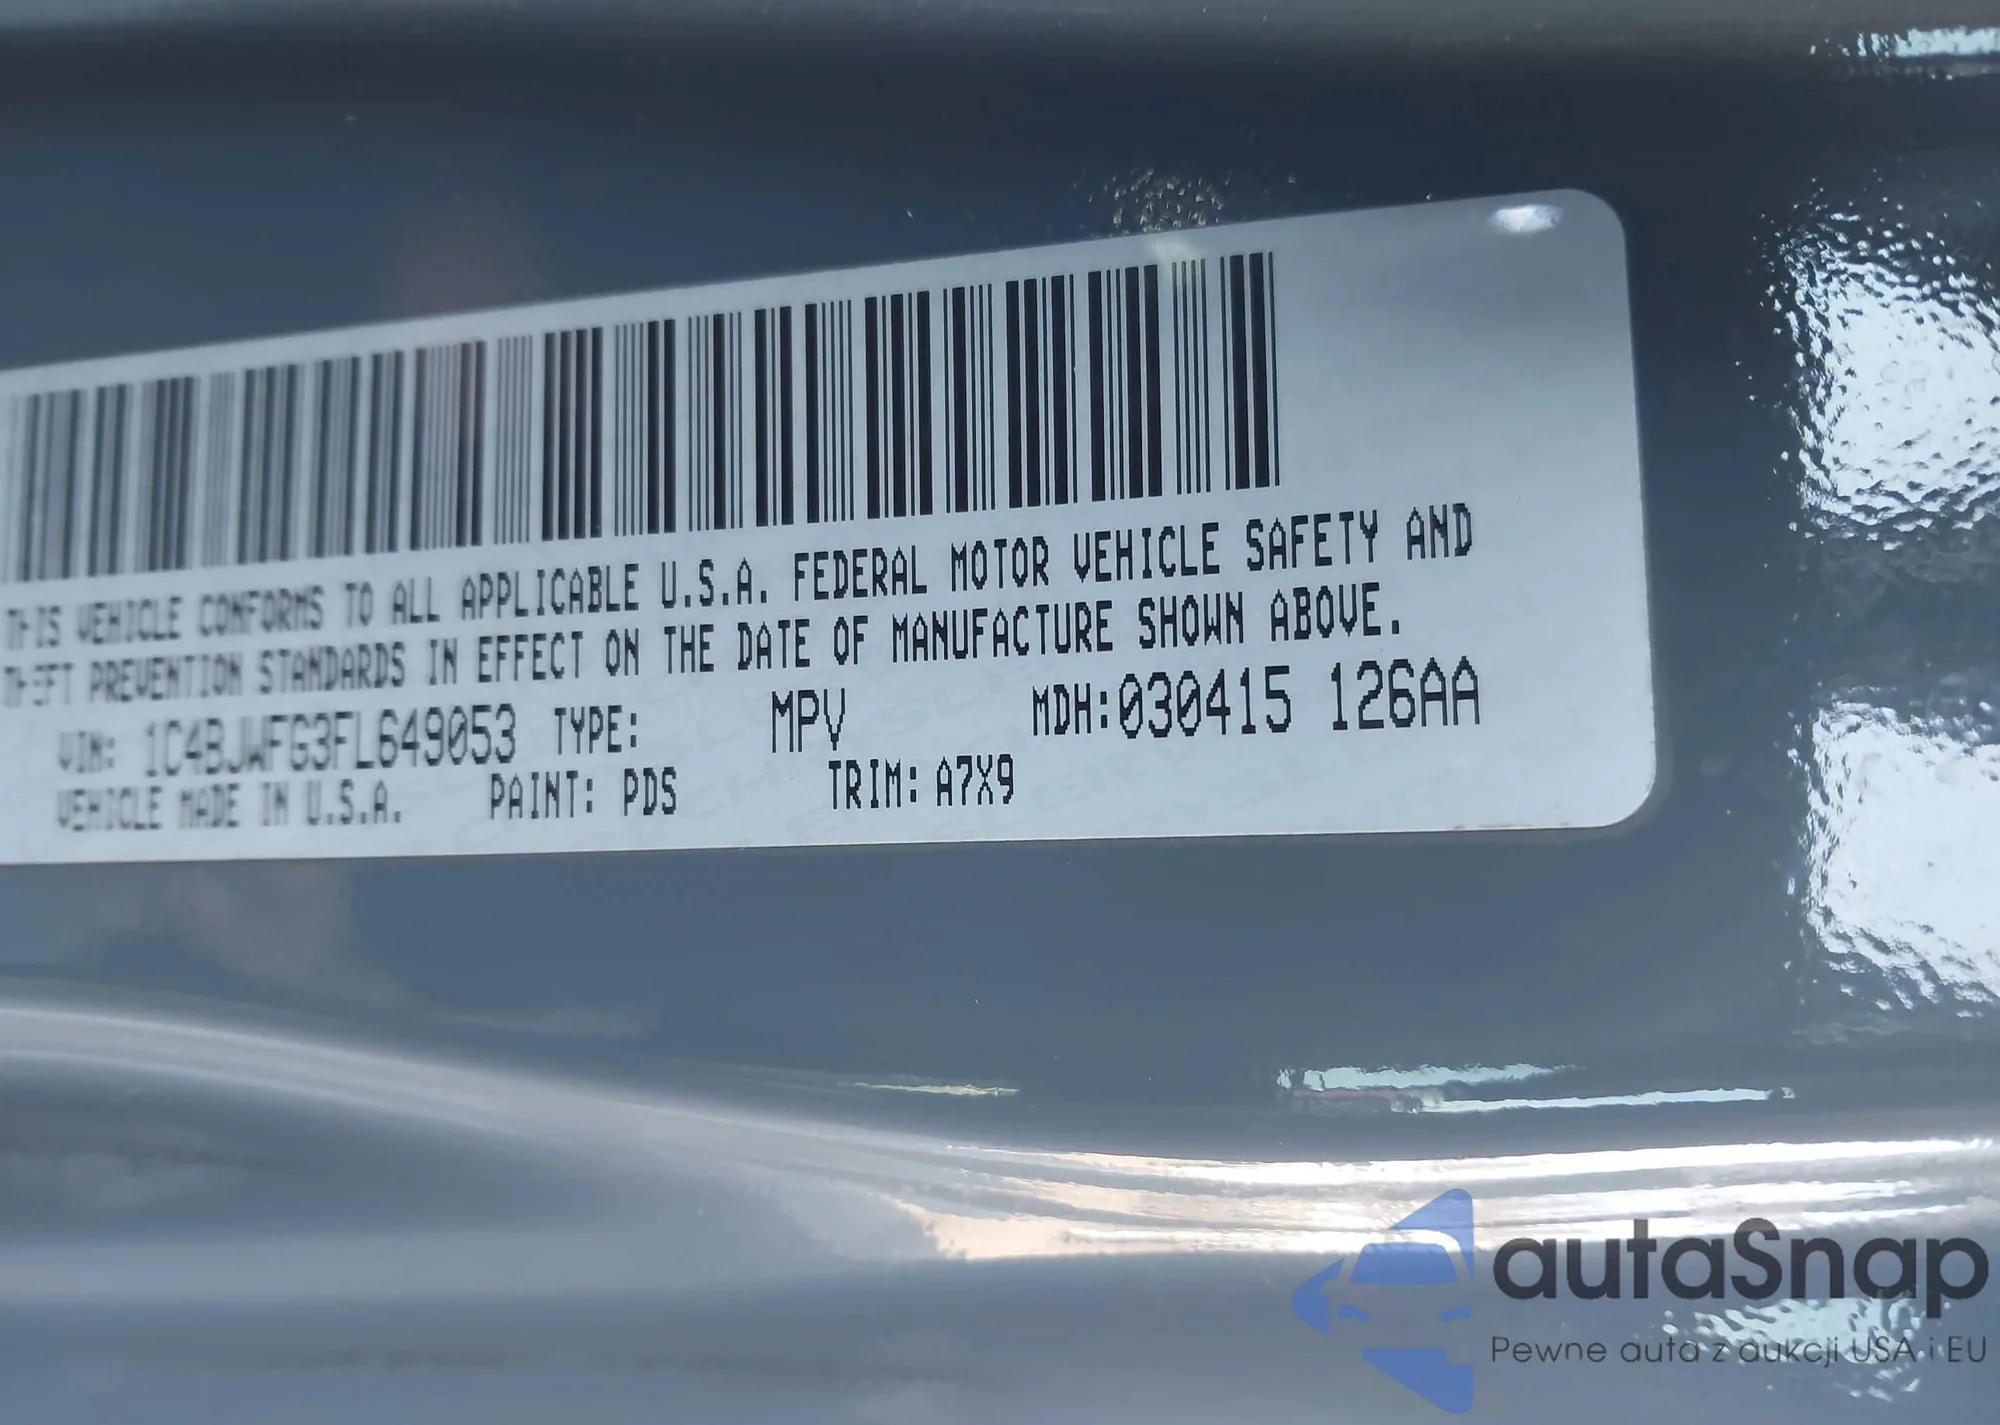 THIS VEHICLE CONFORMS TO ALL APPLICABLE U.S.A. FEDERAL MOTOR VEHICLE SAFETY AND
THEFT PREVENTION STANDARDS IN EFFECT ON THE DATE OF MANUFACTURE SHOWN ABOVE.
VIN: 1C4BJWFG3FL649053 TYPE: MPV MDH:030415 126AA
VEHICLE MADE IN U.S.A. PAINT: PDS TRIM: A7X9
autaSnap
Pewne auta z aukcji USA i EU